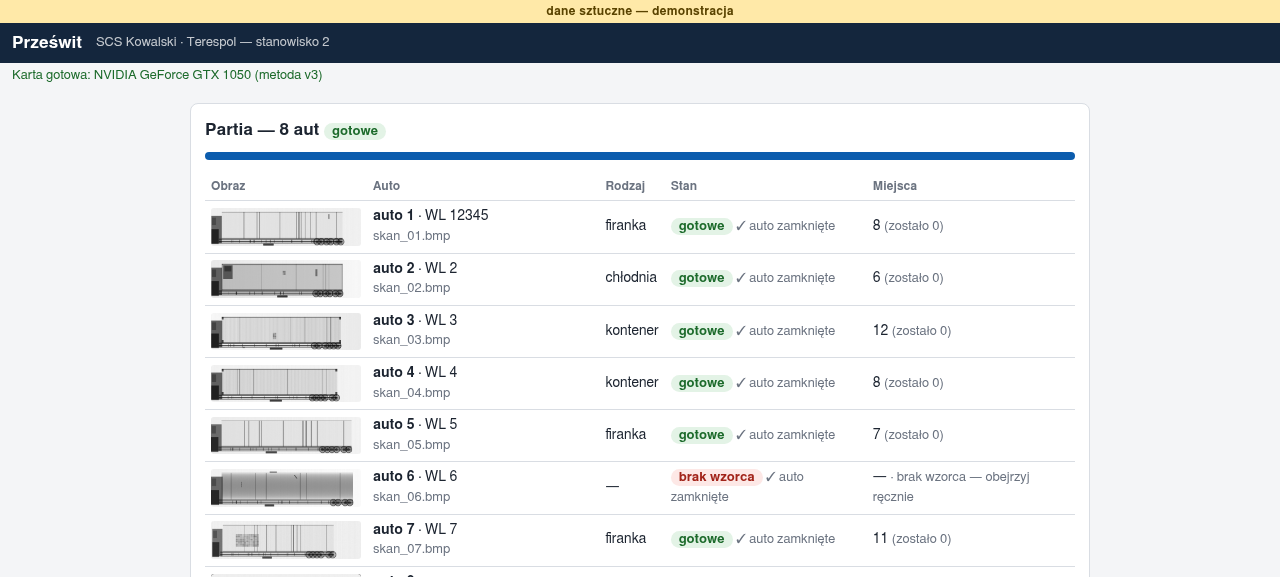 dane sztuczne — demonstracja
Prześwit SCS Kowalski · Terespol — stanowisko 2
Karta gotowa: NVIDIA GeForce GTX 1050 (metoda v3)
Partia — 8 aut gotowe
Obraz Auto Rodzaj Stan Miejsca
auto 1 · WL 12345
skan_01.bmp
firanka
gotowe ✓ auto zamknięte
8 (zostało 0)
auto 2 · WL 2
skan_02.bmp
chłodnia
gotowe ✓ auto zamknięte
6 (zostało 0)
auto 3 · WL 3
skan_03.bmp
kontener
gotowe ✓ auto zamknięte
12 (zostało 0)
auto 4 · WL 4
skan_04.bmp
kontener
gotowe ✓ auto zamknięte
8 (zostało 0)
auto 5 · WL 5
skan_05.bmp
firanka
gotowe ✓ auto zamknięte
7 (zostało 0)
auto 6 · WL 6
skan_06.bmp
—
brak wzorca ✓ auto
zamknięte
— · brak wzorca — obejrzyj
ręcznie
auto 7 · WL 7
skan_07.bmp
firanka
gotowe ✓ auto zamknięte
11 (zostało 0)